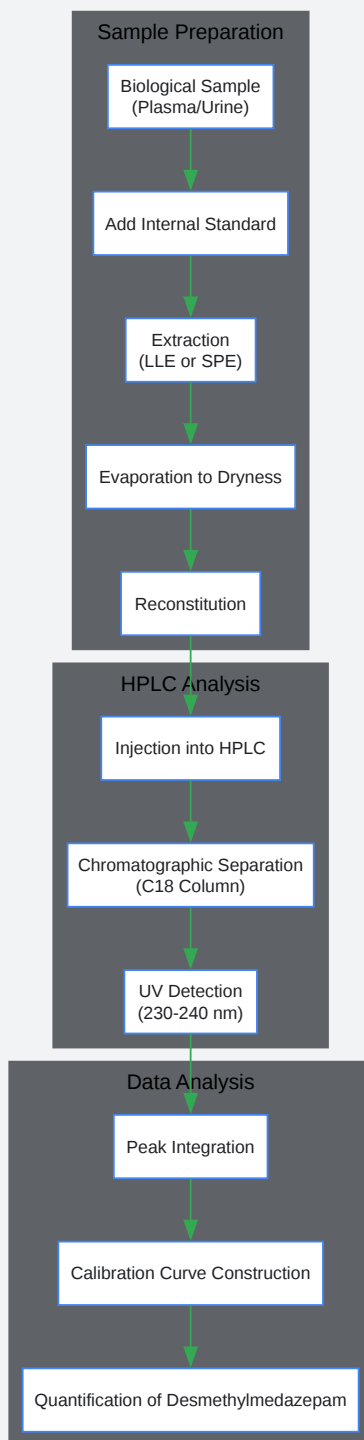 Sample Preparation
Biological Sample
(Plasma/Urine)
Add Internal Standard
Extraction
(LLE or SPE)
Evaporation to Dryness
Reconstitution
HPLC Analysis
Injection into HPLC
Chromatographic Separation
(C18 Column)
UV Detection
(230-240 nm)
Data Analysis
Peak Integration
Calibration Curve Construction
Quantification of Desmethylmedazepam